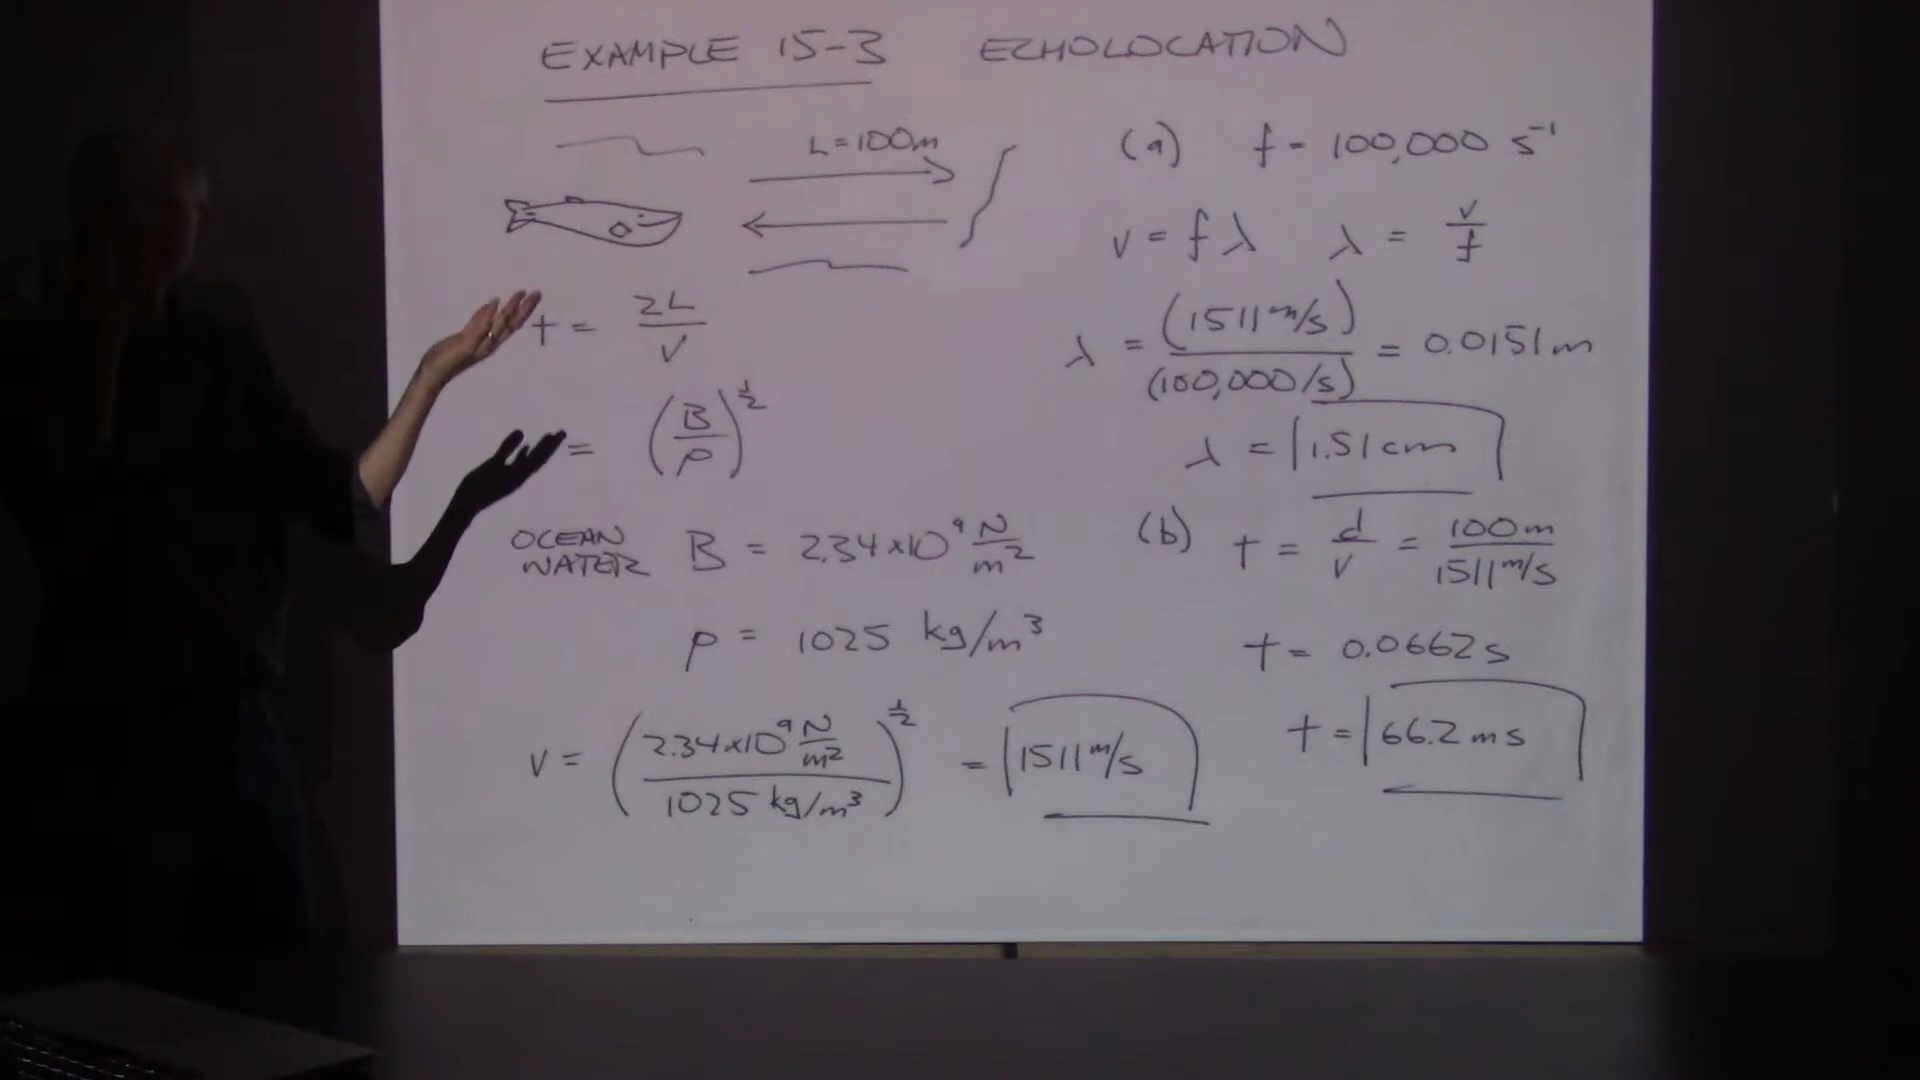 EXAMPLE 15-3 ECHOLOCATION
L=100m
t = 2L/V
= (B/ρ)^½
OCEAN WATER B = 2.34×10⁹ N/m²
ρ = 1025 kg/m³
v = (2.34×10⁹ N/m² / 1025 kg/m³)^½ = 1511 m/s
(a) f = 100,000 s⁻¹
v = fλ λ = v/f
λ = (1511 m/s)/(100,000/s) = 0.0151m
λ = 1.51 cm
(b) t = d/v = 100m/1511 m/s
t = 0.0662 s
t = 66.2 ms